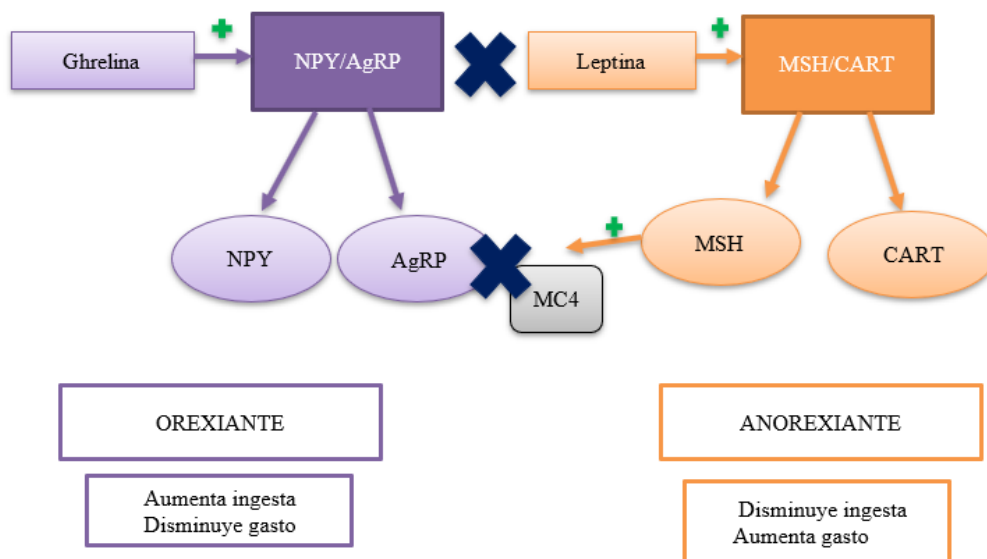 Ghrelina
NPY/AgRP
Leptina
MSH/CART
NPY
AgRP
MC4
MSH
CART
OREXIANTE
ANOREXIANTE
Aumenta ingesta
Disminuye gasto
Disminuye ingesta
Aumenta gasto